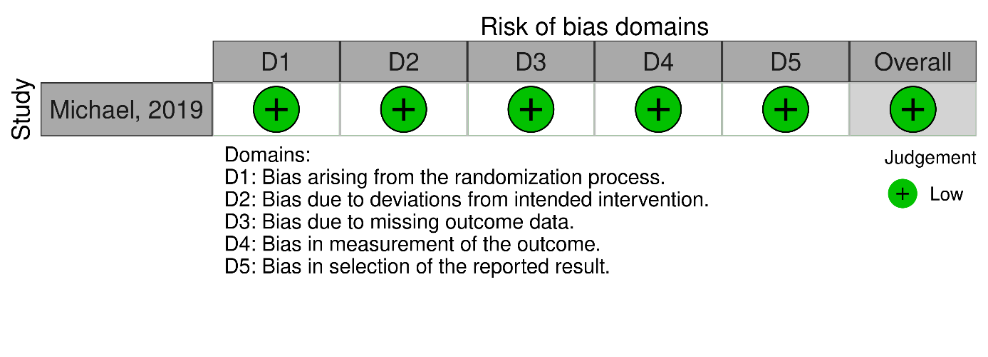 Risk of bias domains
D1 D2 D3 D4 D5 Overall
Study
Michael, 2019 + + + + + +
Domains:
D1: Bias arising from the randomization process.
D2: Bias due to deviations from intended intervention.
D3: Bias due to missing outcome data.
D4: Bias in measurement of the outcome.
D5: Bias in selection of the reported result.
Judgement
+ Low